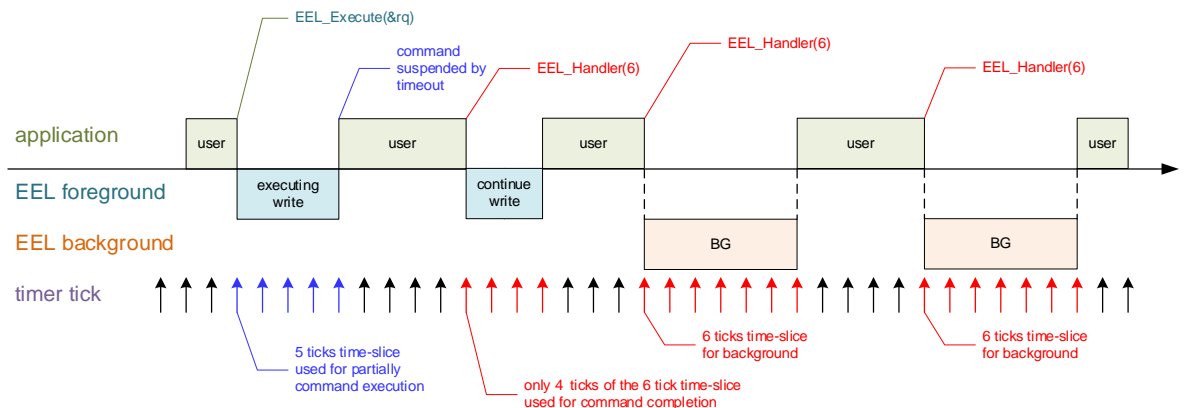 EEL_Execute(&rq)
EEL_Handler(6)
command
suspended by
timeout
EEL_Handler(6)
EEL_Handler(6)
application
user
user
user
user
user
EEL foreground
executing
write
continue
write
EEL background
BG
BG
timer tick
5 ticks time-slice
used for partially
command execution
only 4 ticks of the 6 tick time-slice
used for command completion
6 ticks time-slice
for background
6 ticks time-slice
for background